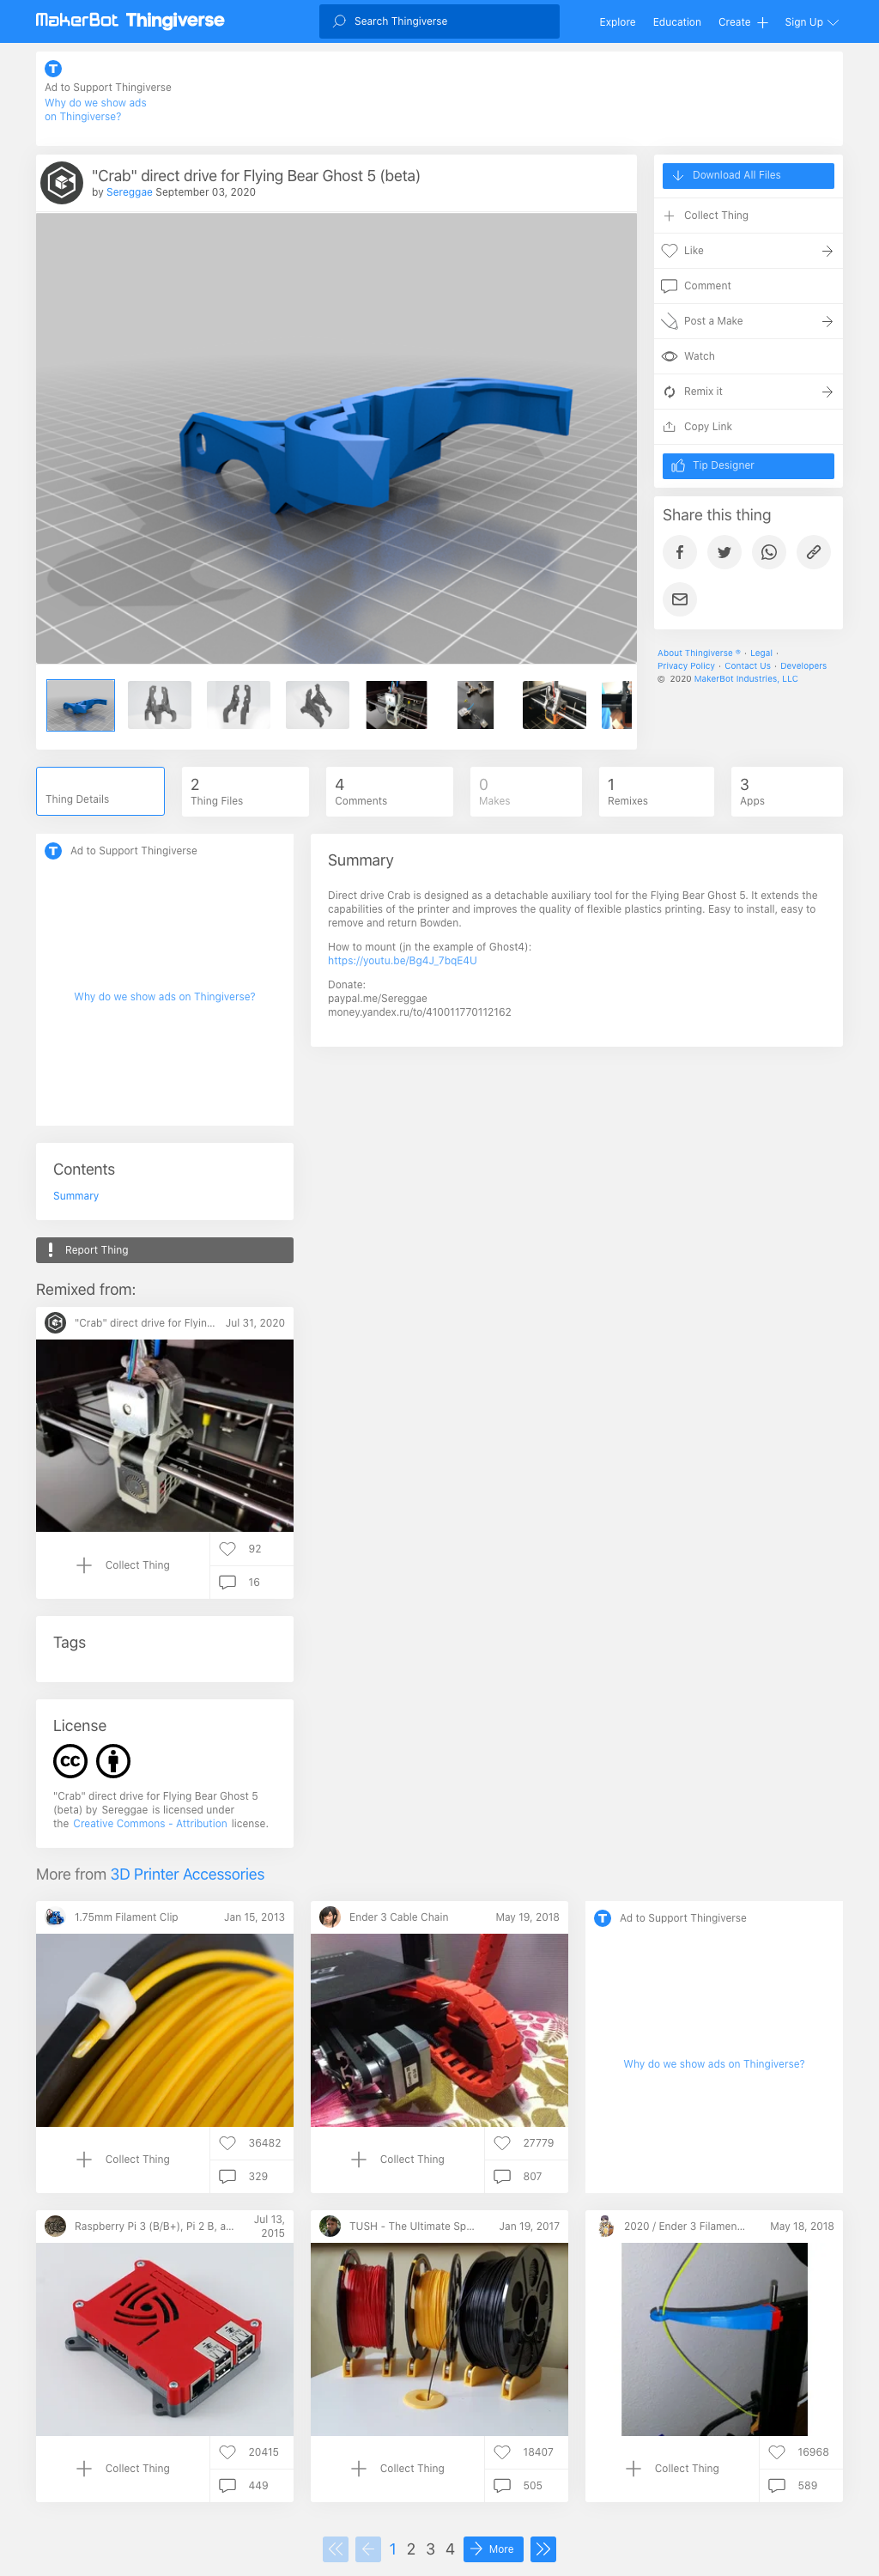 MakerBot Thingiverse
Search Thingiverse
Explore
Education
Create
Sign Up
Ad to Support Thingiverse
Why do we show ads
on Thingiverse?
"Crab" direct drive for Flying Bear Ghost 5 (beta)
by Sereggae September 03, 2020
Download All Files
Collect Thing
Like
Comment
Post a Make
Watch
Remix it
Copy Link
Tip Designer
Share this thing
About Thingiverse ® · Legal ·
Privacy Policy · Contact Us · Developers
© 2020 MakerBot Industries, LLC
Thing Details
2
Thing Files
4
Comments
0
Makes
1
Remixes
3
Apps
Ad to Support Thingiverse
Why do we show ads on Thingiverse?
Summary
Direct drive Crab is designed as a detachable auxiliary tool for the Flying Bear Ghost 5. It extends the
capabilities of the printer and improves the quality of flexible plastics printing. Easy to install, easy to
remove and return Bowden.
How to mount (jn the example of Ghost4):
https://youtu.be/Bg4J_7bqE4U
Donate:
paypal.me/Sereggae
money.yandex.ru/to/410011770112162
Contents
Summary
Report Thing
Remixed from:
"Crab" direct drive for Flyin... Jul 31, 2020
Collect Thing
92
16
Tags
License
cc
"Crab" direct drive for Flying Bear Ghost 5
(beta) by Sereggae is licensed under
the Creative Commons - Attribution license.
More from 3D Printer Accessories
1.75mm Filament Clip Jan 15, 2013
Collect Thing
36482
329
Ender 3 Cable Chain May 19, 2018
Collect Thing
27779
807
Ad to Support Thingiverse
Why do we show ads on Thingiverse?
Raspberry Pi 3 (B/B+), Pi 2 B, a... Jul 13,
2015
Collect Thing
20415
449
TUSH - The Ultimate Sp... Jan 19, 2017
Collect Thing
18407
505
2020 / Ender 3 Filamen... May 18, 2018
Collect Thing
16968
589
1 2 3 4 More